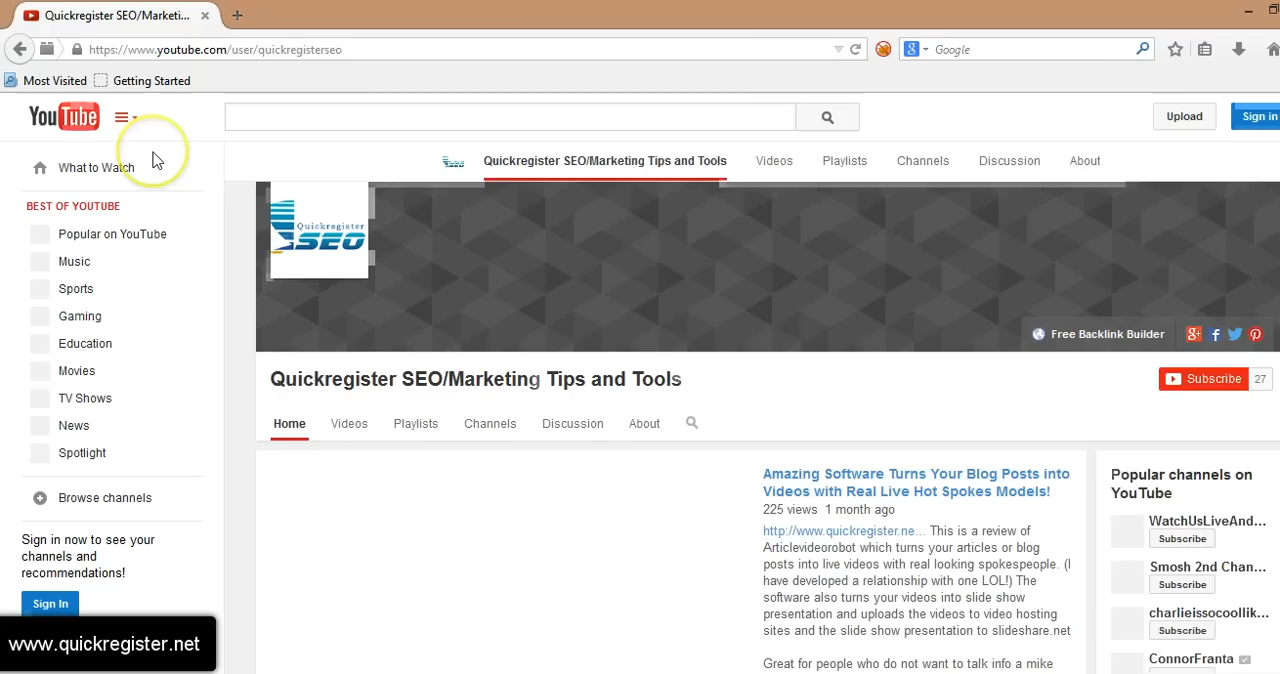 Quickregister SEO/Marketi...
https://www.youtube.com/user/quickregisterseo
Google
Most Visited
Getting Started
YouTube
Upload
Sign in
What to Watch
Quickregister SEO/Marketing Tips and Tools
Videos
Playlists
Channels
Discussion
About
BEST OF YOUTUBE
Popular on YouTube
Music
Sports
Gaming
Education
Movies
TV Shows
News
Spotlight
Browse channels
Sign in now to see your
channels and
recommendations!
Sign In
www.quickregister.net
Quickregister
SEO
Free Backlink Builder
Quickregister SEO/Marketing Tips and Tools
Subscribe
27
Home
Videos
Playlists
Channels
Discussion
About
Amazing Software Turns Your Blog Posts into
Videos with Real Live Hot Spokes Models!
225 views 1 month ago
http://www.quickregister.ne... This is a review of
Articlevideorobot which turns your articles or blog
posts into live videos with real looking spokespeople. (I
have developed a relationship with one LOL!) The
software also turns your videos into slide show
presentation and uploads the videos to video hosting
sites and the slide show presentation to slideshare.net
Great for people who do not want to talk info a mike
Popular channels on
YouTube
WatchUsLiveAnd...
Subscribe
Smosh 2nd Chan...
Subscribe
charlieissocoollik...
Subscribe
ConnorFranta